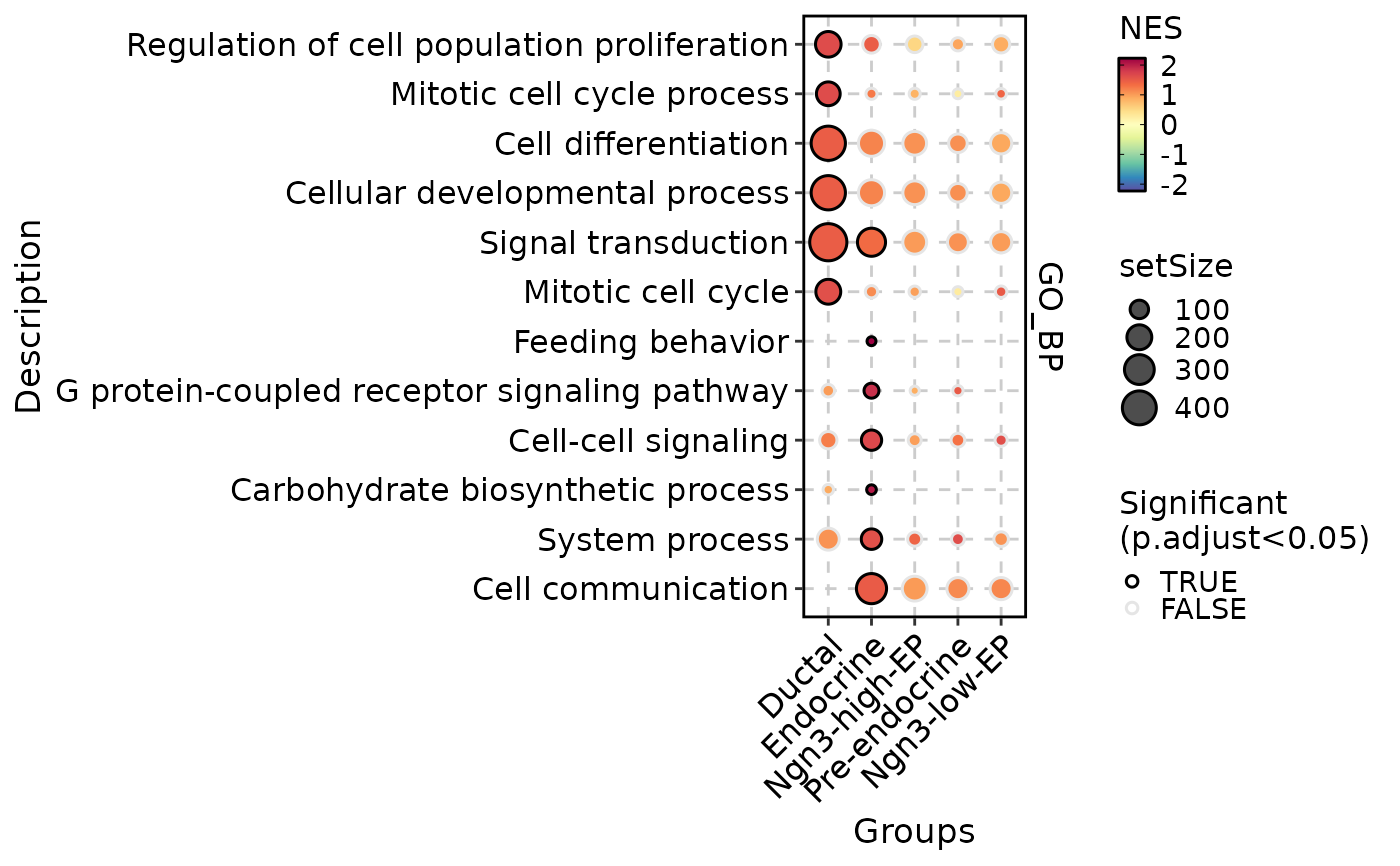 Description
Regulation of cell population proliferation
Mitotic cell cycle process
Cell differentiation
Cellular developmental process
Signal transduction
Mitotic cell cycle
Feeding behavior
G protein-coupled receptor signaling pathway
Cell-cell signaling
Carbohydrate biosynthetic process
System process
Cell communication
Ductal
Endocrine
Ngn3-high-EP
Pre-endocrine
Ngn3-low-EP
Groups
GO_BP
NES
2
1
0
-1
-2
setSize
100
200
300
400
Significant
(p.adjust<0.05)
TRUE
FALSE